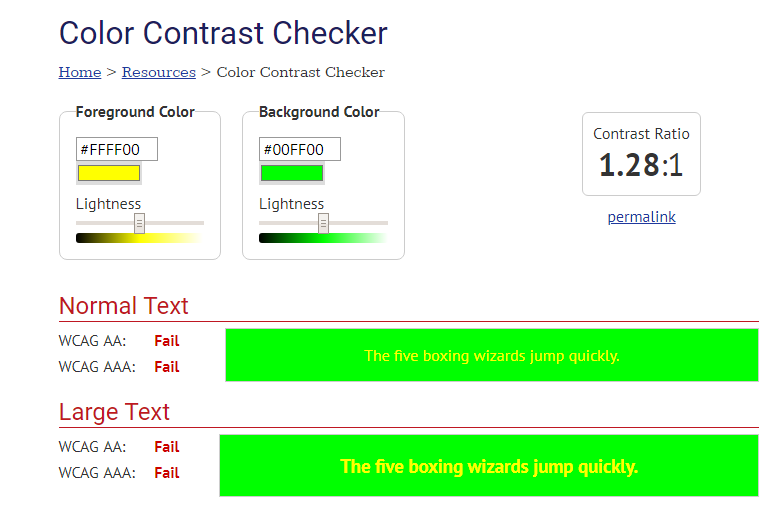 Color Contrast Checker
Home > Resources > Color Contrast Checker
Foreground Color
#FFFF00
Lightness
Background Color
#00FF00
Lightness
Contrast Ratio
1.28:1
permalink
Normal Text
WCAG AA: Fail
WCAG AAA: Fail
The five boxing wizards jump quickly.
Large Text
WCAG AA: Fail
WCAG AAA: Fail
The five boxing wizards jump quickly.